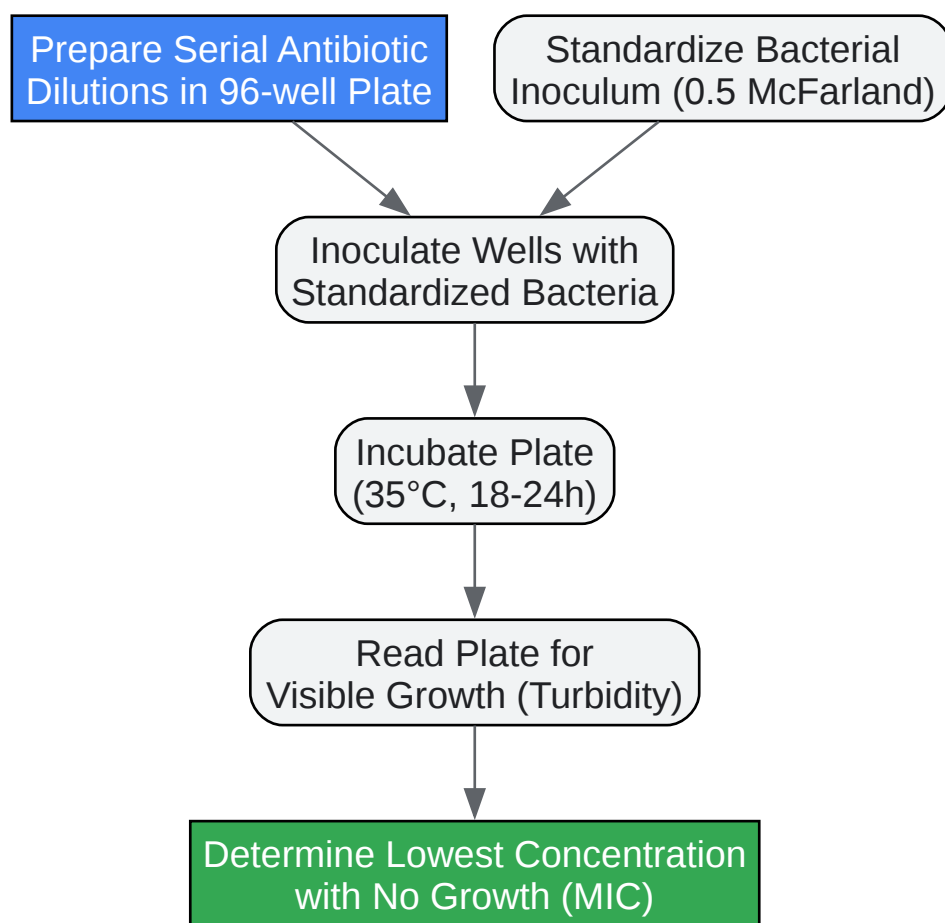 Prepare Serial Antibiotic
Dilutions in 96-well Plate
Standardize Bacterial
Inoculum (0.5 McFarland)
Inoculate Wells with
Standardized Bacteria
Incubate Plate
(35°C, 18-24h)
Read Plate for
Visible Growth (Turbidity)
Determine Lowest Concentration
with No Growth (MIC)